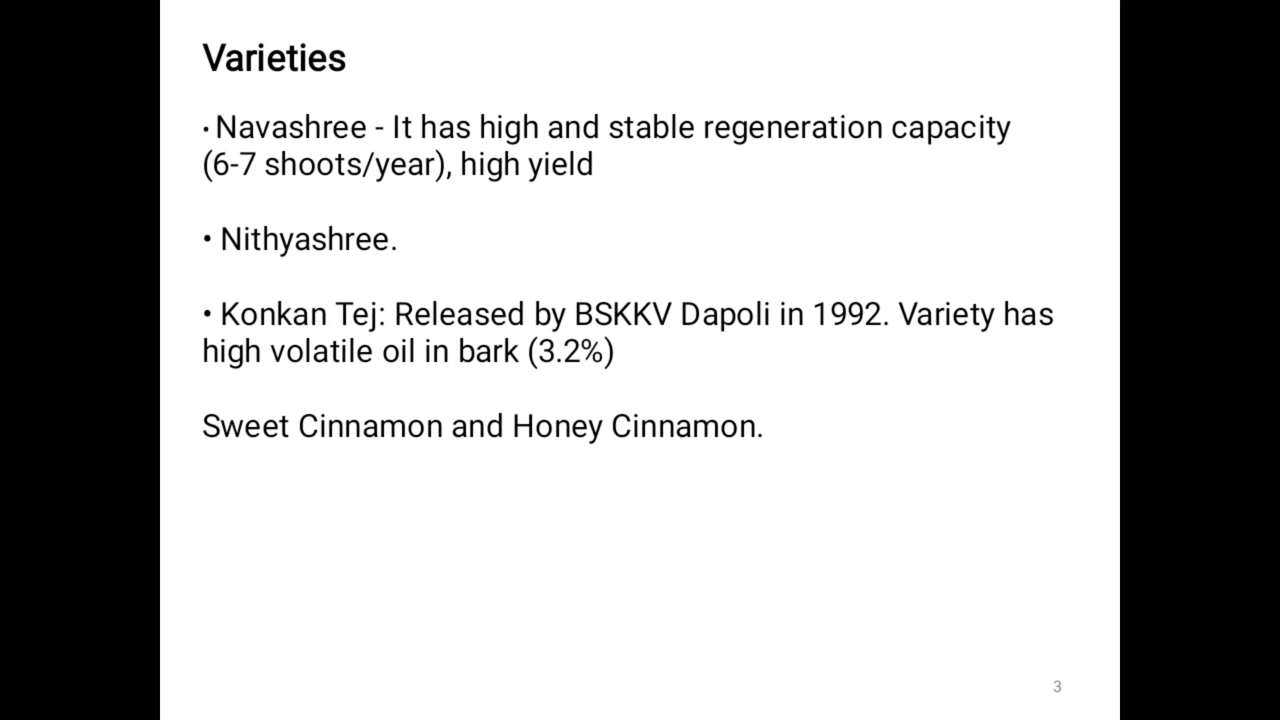 Varieties
• Navashree - It has high and stable regeneration capacity
(6-7 shoots/year), high yield
• Nithyashree.
• Konkan Tej: Released by BSKKV Dapoli in 1992. Variety has
high volatile oil in bark (3.2%)
Sweet Cinnamon and Honey Cinnamon.
3